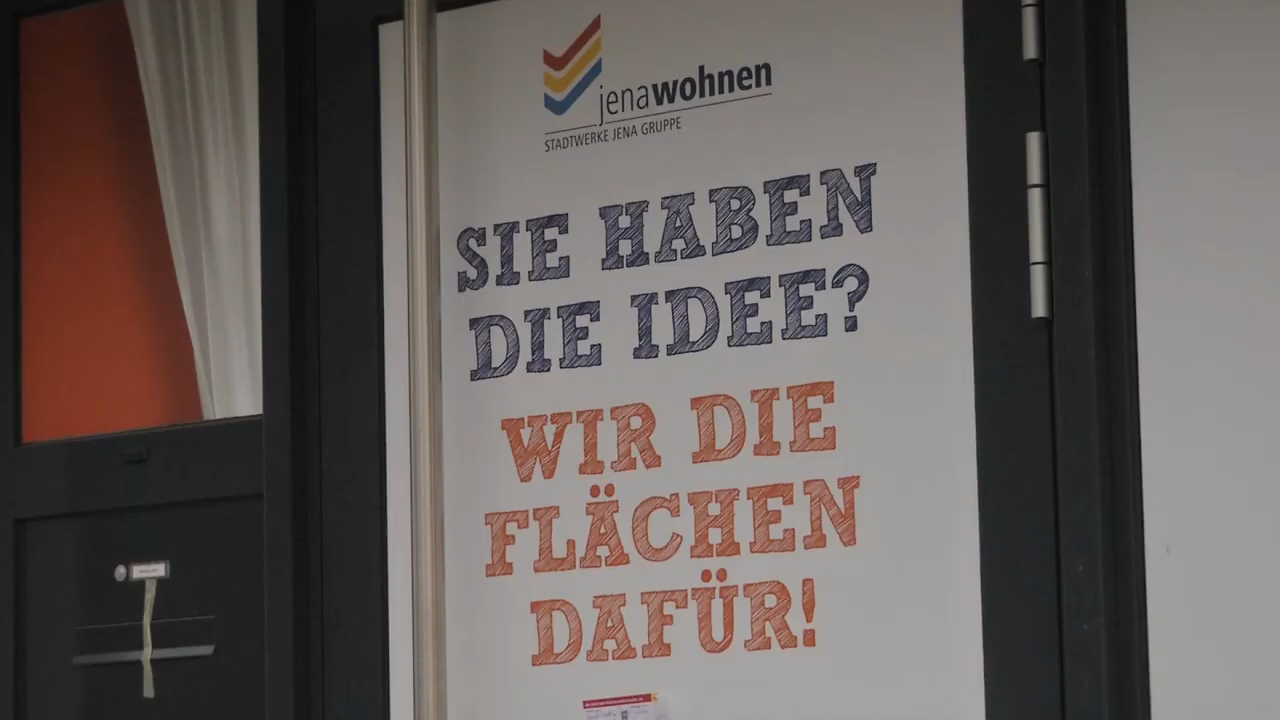 jenawohnen
STADTWERKE JENA GRUPPE
SIE HABEN
DIE IDEE?
WIR DIE
FLÄCHEN
DAFÜR!